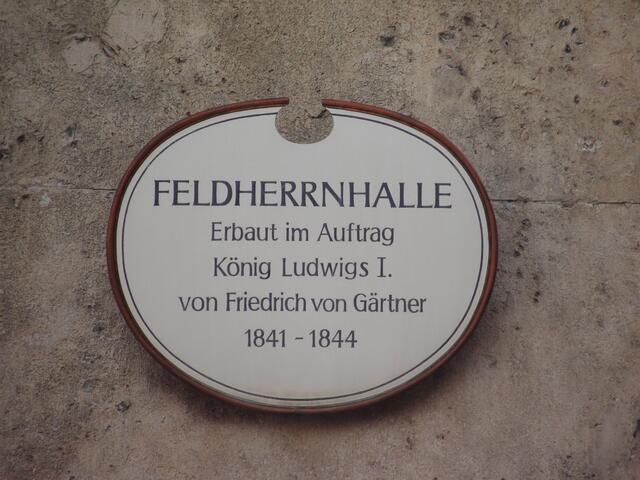 FELDHERRNHALLE
Erbaut im Auftrag
König Ludwigs I.
von Friedrich von Gärtner
1841 - 1844